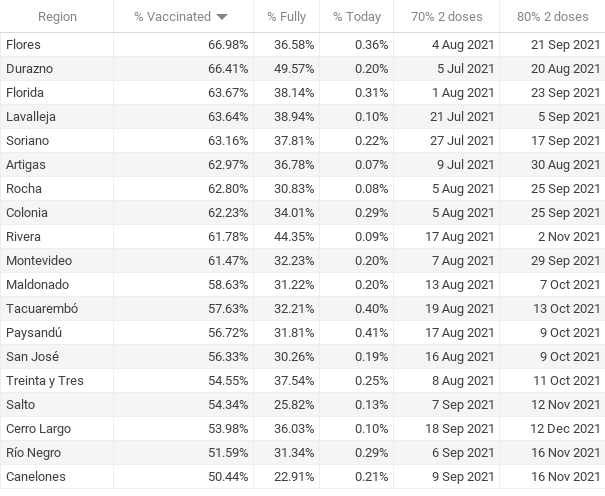 Region % Vaccinated % Fully % Today 70% 2 doses 80% 2 doses
Flores 66.98% 36.58% 0.36% 4 Aug 2021 21 Sep 2021
Durazno 66.41% 49.57% 0.20% 5 Jul 2021 20 Aug 2021
Florida 63.67% 38.14% 0.31% 1 Aug 2021 23 Sep 2021
Lavalleja 63.64% 38.94% 0.10% 21 Jul 2021 5 Sep 2021
Soriano 63.16% 37.81% 0.22% 27 Jul 2021 17 Sep 2021
Artigas 62.97% 36.78% 0.07% 9 Jul 2021 30 Aug 2021
Rocha 62.80% 30.83% 0.08% 5 Aug 2021 25 Sep 2021
Colonia 62.23% 34.01% 0.29% 5 Aug 2021 25 Sep 2021
Rivera 61.78% 44.35% 0.09% 17 Aug 2021 2 Nov 2021
Montevideo 61.47% 32.23% 0.20% 7 Aug 2021 29 Sep 2021
Maldonado 58.63% 31.22% 0.20% 13 Aug 2021 7 Oct 2021
Tacuarembó 57.63% 32.21% 0.40% 19 Aug 2021 13 Oct 2021
Paysandú 56.72% 31.81% 0.41% 17 Aug 2021 9 Oct 2021
San José 56.33% 30.26% 0.19% 16 Aug 2021 9 Oct 2021
Treinta y Tres 54.55% 37.54% 0.25% 8 Aug 2021 11 Oct 2021
Salto 54.34% 25.82% 0.13% 7 Sep 2021 12 Nov 2021
Cerro Largo 53.98% 36.03% 0.10% 18 Sep 2021 12 Dec 2021
Río Negro 51.59% 31.34% 0.29% 6 Sep 2021 16 Nov 2021
Canelones 50.44% 22.91% 0.21% 9 Sep 2021 16 Nov 2021